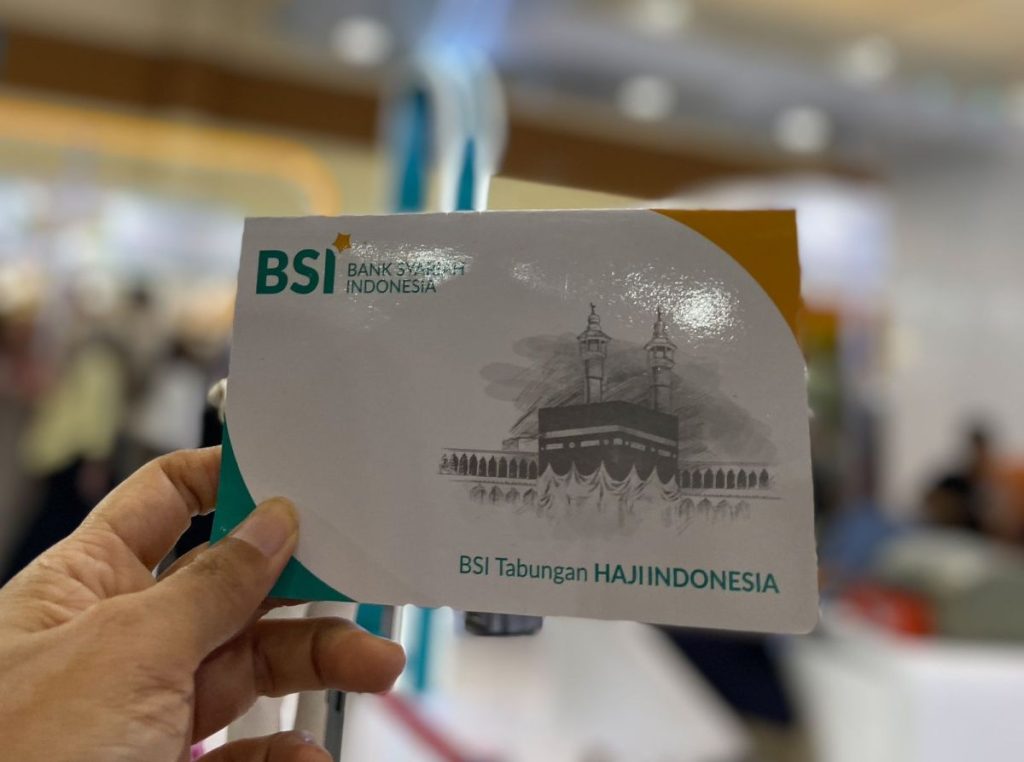 BSI
BANK SYARIAH
INDONESIA
BSI Tabungan HAJI INDONESIA